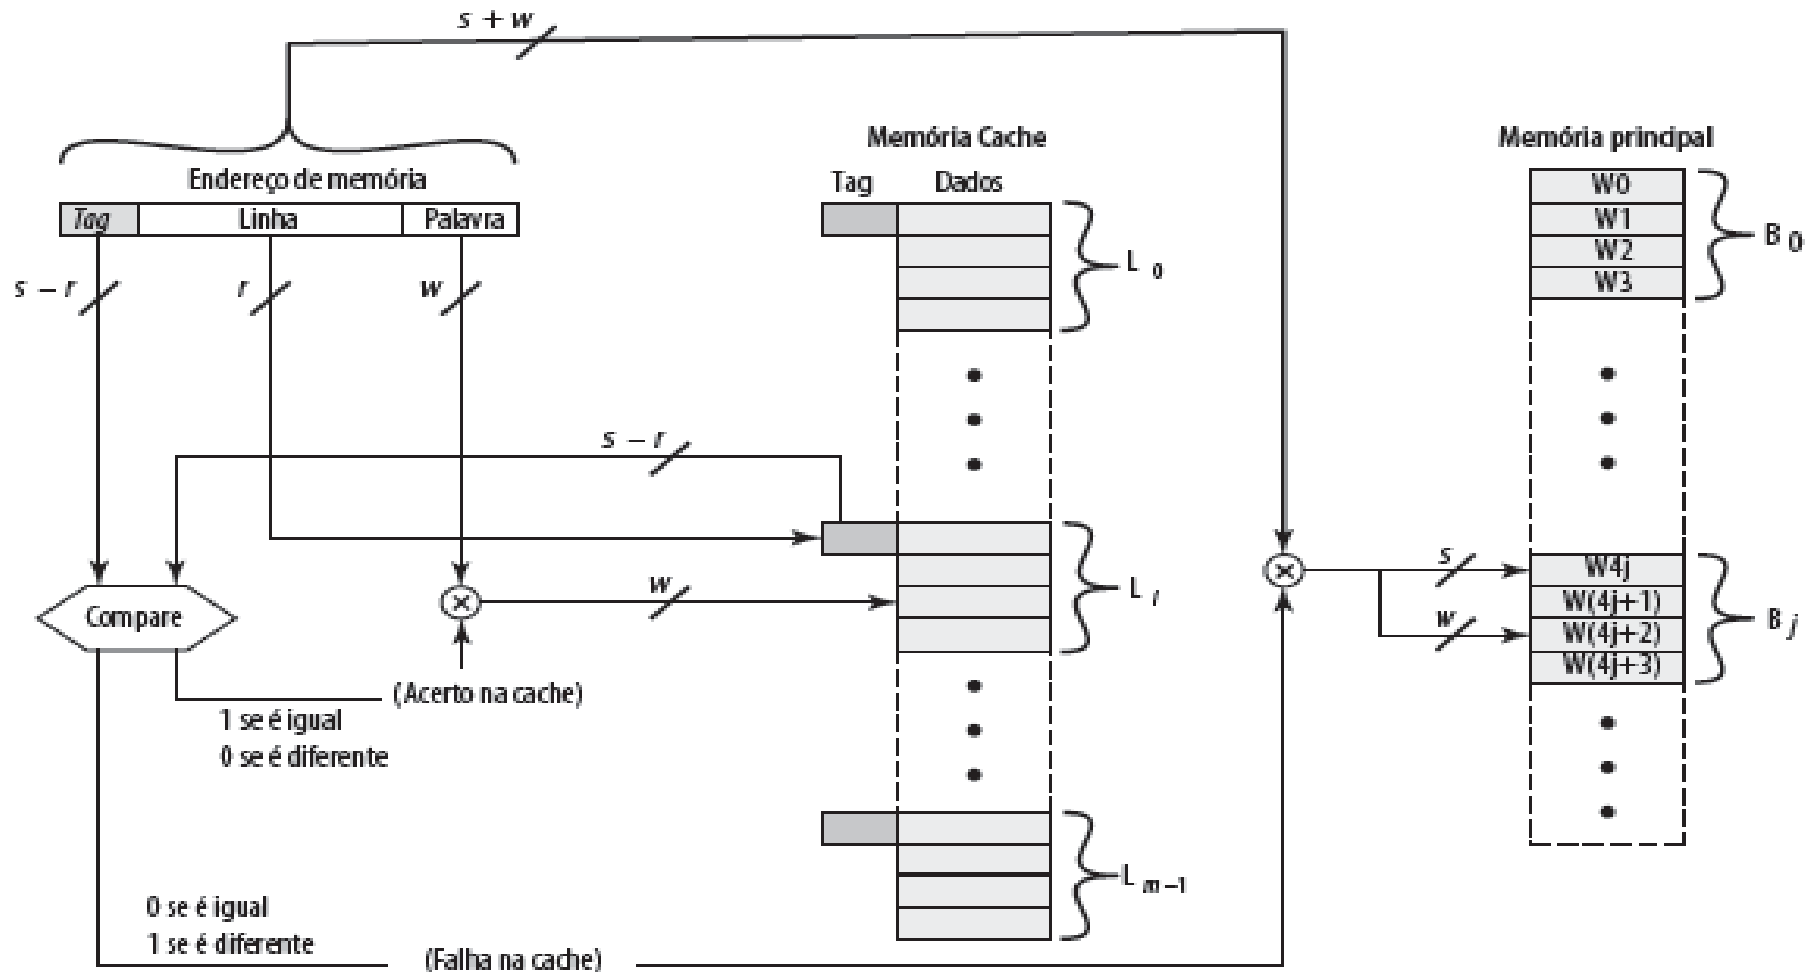 s + w
Memória Cache
Memória principal
Endereço de memória
Tag
Dados
Tag
Linha
Palavra
W0
W1
W2
W3
B 0
L 0
s – r
r
w
s – r
Compare
w
L i
s
w
W4j
W(4j+1)
W(4j+2)
W(4j+3)
B j
(Acerto na cache)
1 se é igual
0 se é diferente
L m–1
0 se é igual
1 se é diferente
(Falha na cache)